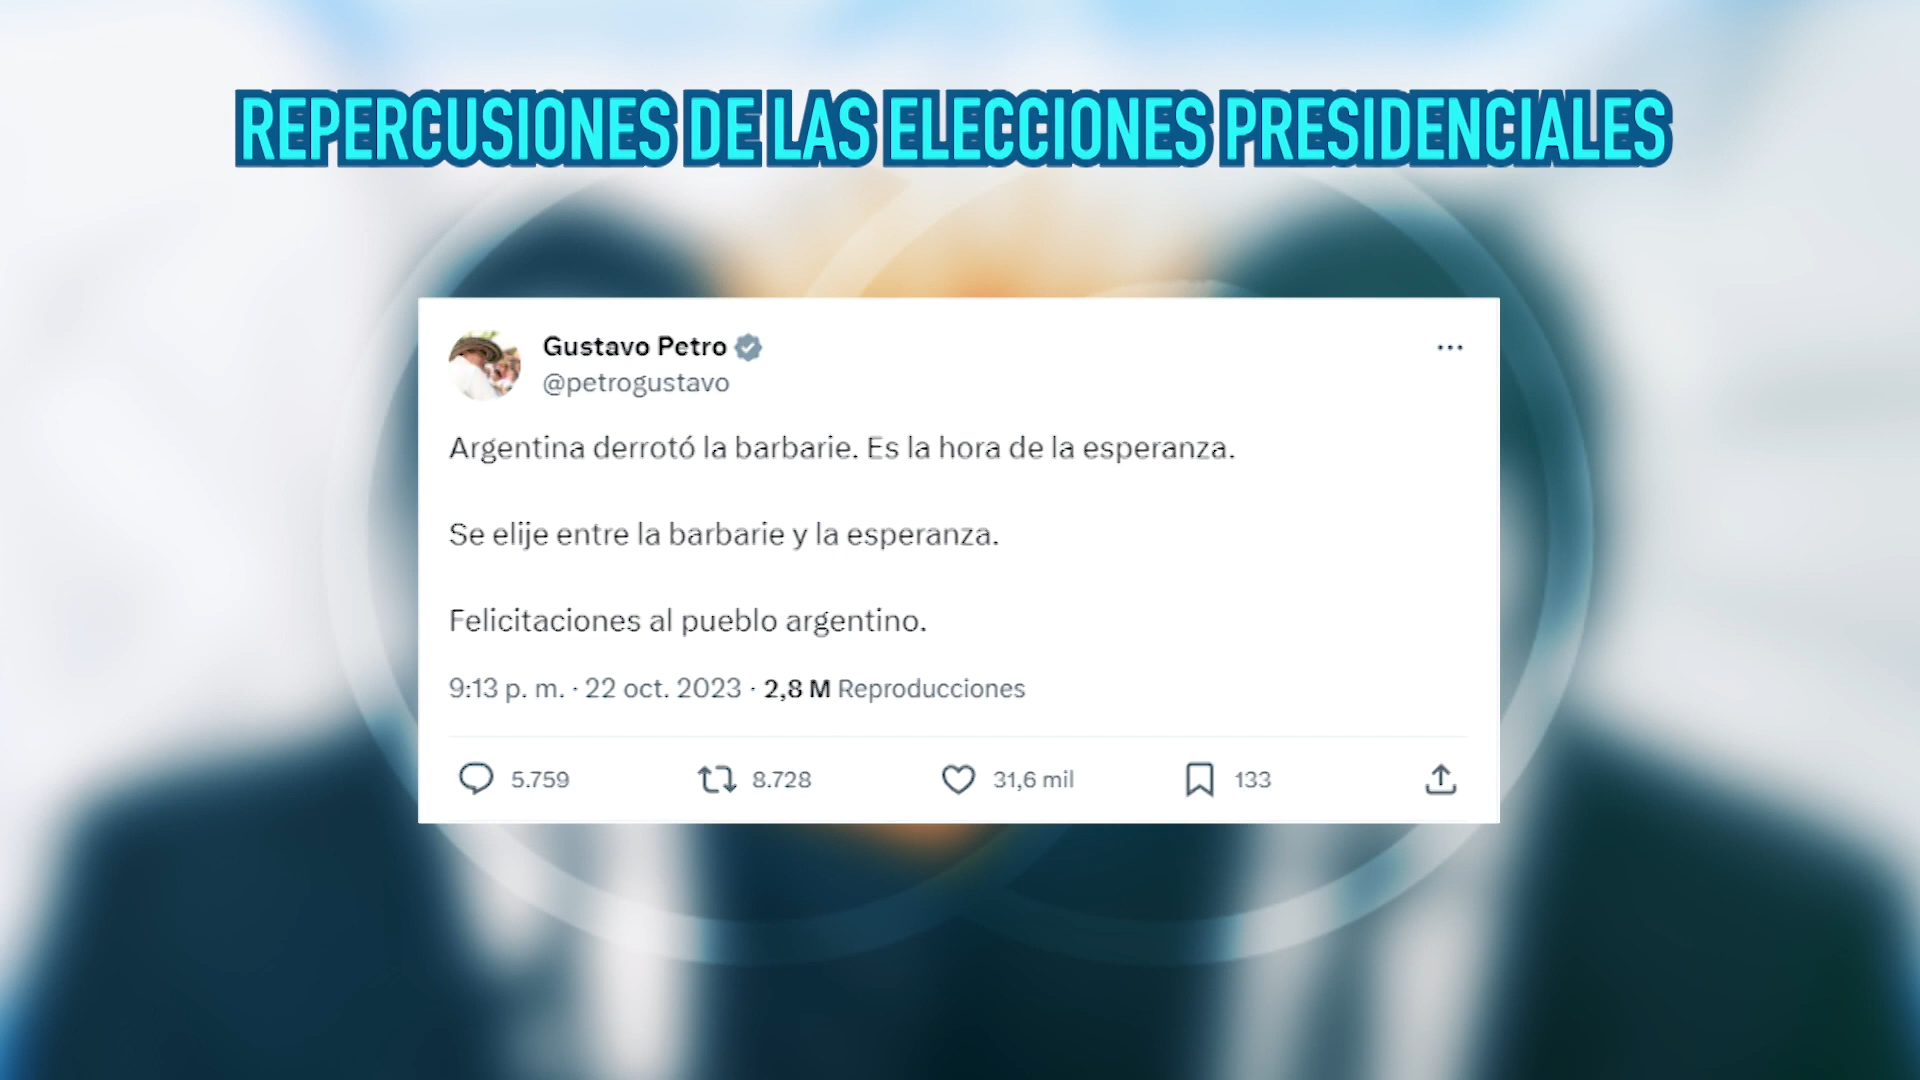 REPERCUSIONES DE LAS ELECCIONES PRESIDENCIALES
Gustavo Petro
@petrogustavo
Argentina derrotó la barbarie. Es la hora de la esperanza.
Se elije entre la barbarie y la esperanza.
Felicitaciones al pueblo argentino.
9:13 p. m. · 22 oct. 2023 · 2,8 M Reproducciones
5.759 8.728 31,6 mil 133